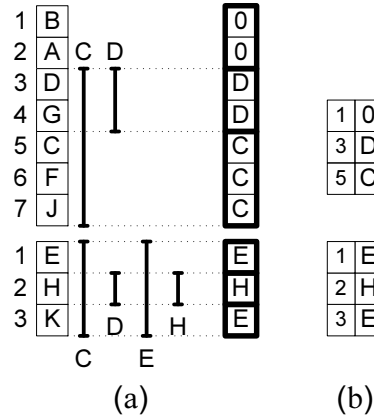 1 B 0
2 A C D 0
3 D D
4 G D 1 0
5 C C 3 D
6 F C 5 C
7 J C
1 E E 1 E
2 H H 2 H
3 K D H E 3 E
C E
(a) (b)